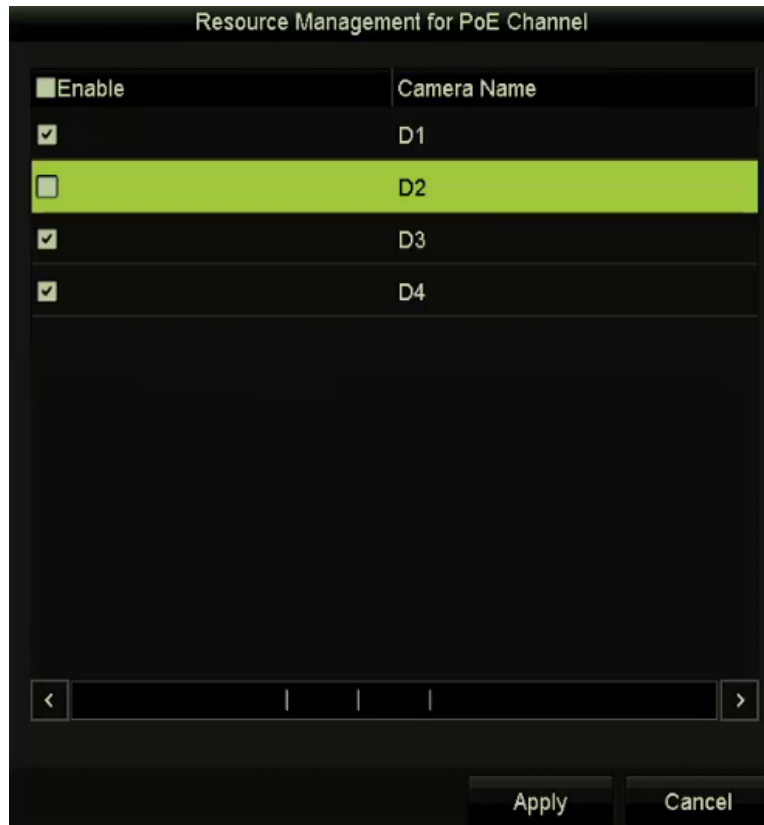 Resource Management for PoE Channel
Enable Camera Name
D1
D2
D3
D4
Apply Cancel